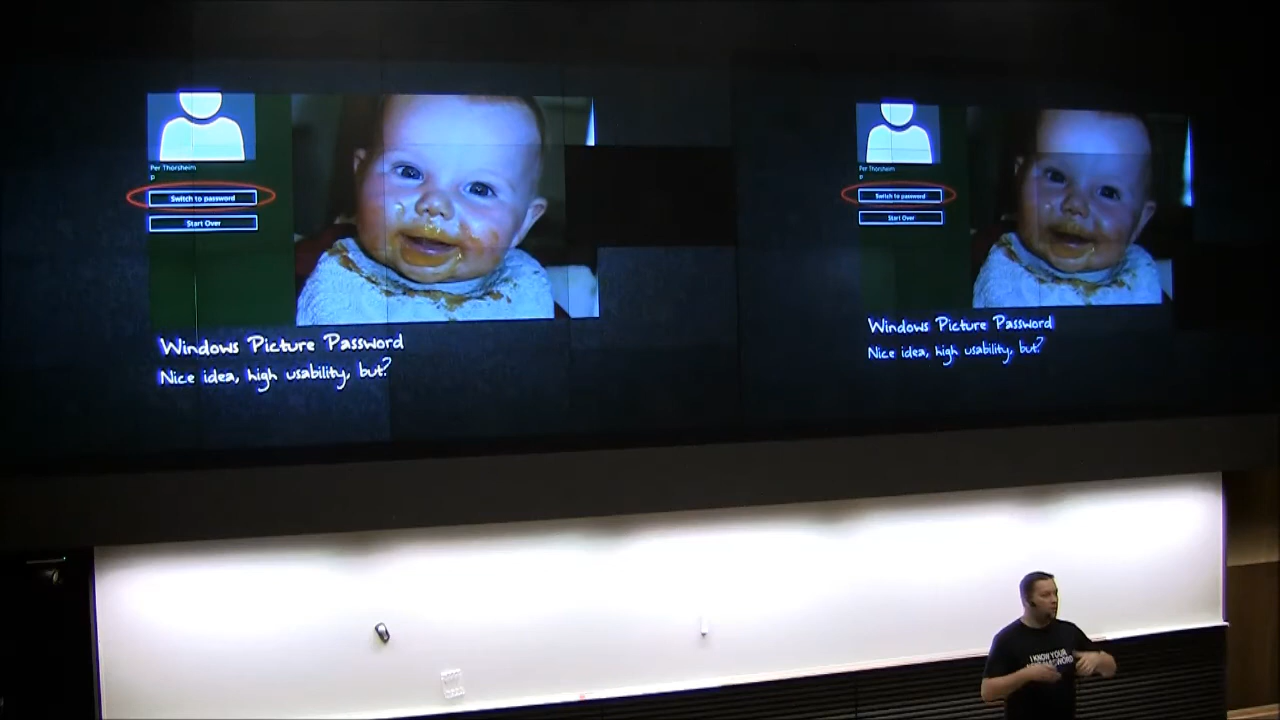 Per Thorsheim
p
Switch to password
Start Over
Windows Picture Password
Nice idea, high usability, but?
Per Thorsheim
p
Switch to password
Start Over
Windows Picture Password
Nice idea, high usability, but?
I KNOW YOUR
PASSWORD